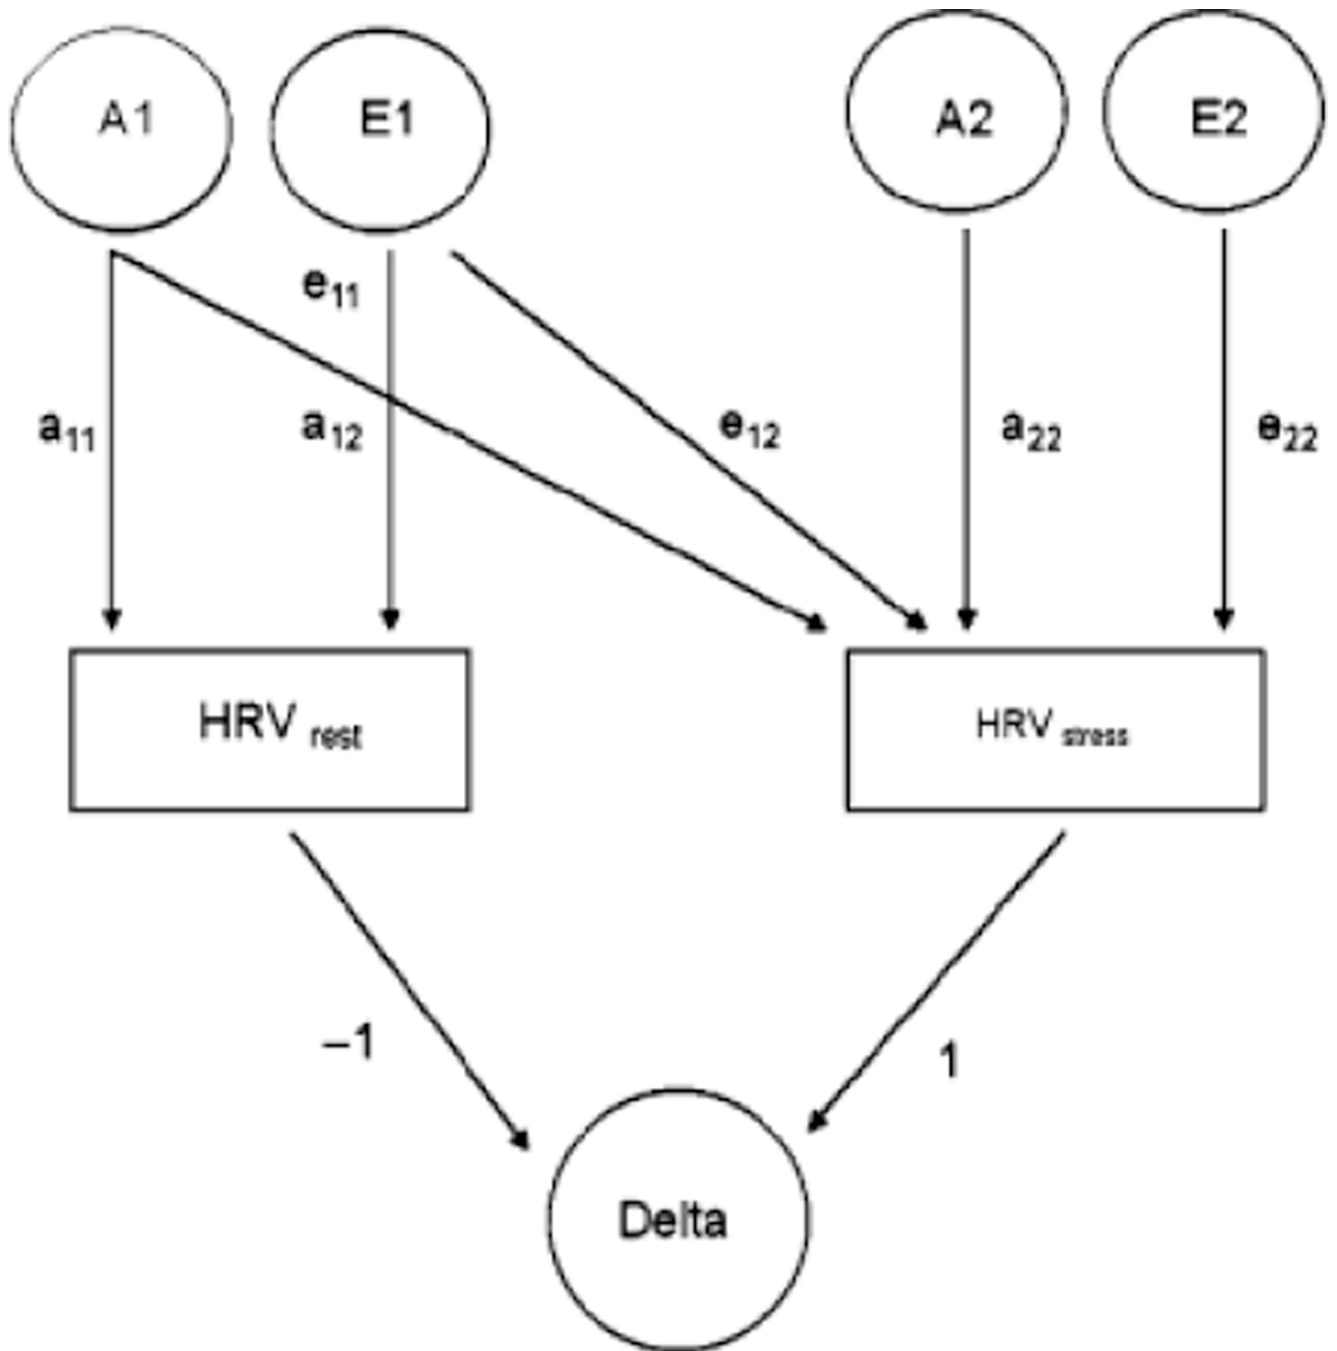 A1
E1
A2
E2
e11
a11
a12
e12
a22
e22
HRV rest
HRV stress
–1
1
Delta